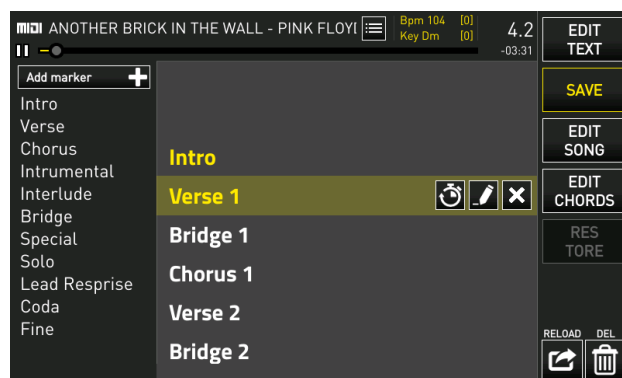 MIDI ANOTHER BRICK IN THE WALL - PINK FLOY
Bpm 104 [0]
Key Dm [0]
4.2
-03:31
Add marker
Intro
Verse
Chorus
Intrumental
Interlude
Bridge
Special
Solo
Lead Resprise
Coda
Fine
Intro
Verse 1
Bridge 1
Chorus 1
Verse 2
Bridge 2
EDIT
TEXT
SAVE
EDIT
SONG
EDIT
CHORDS
RES
TORE
RELOAD DEL